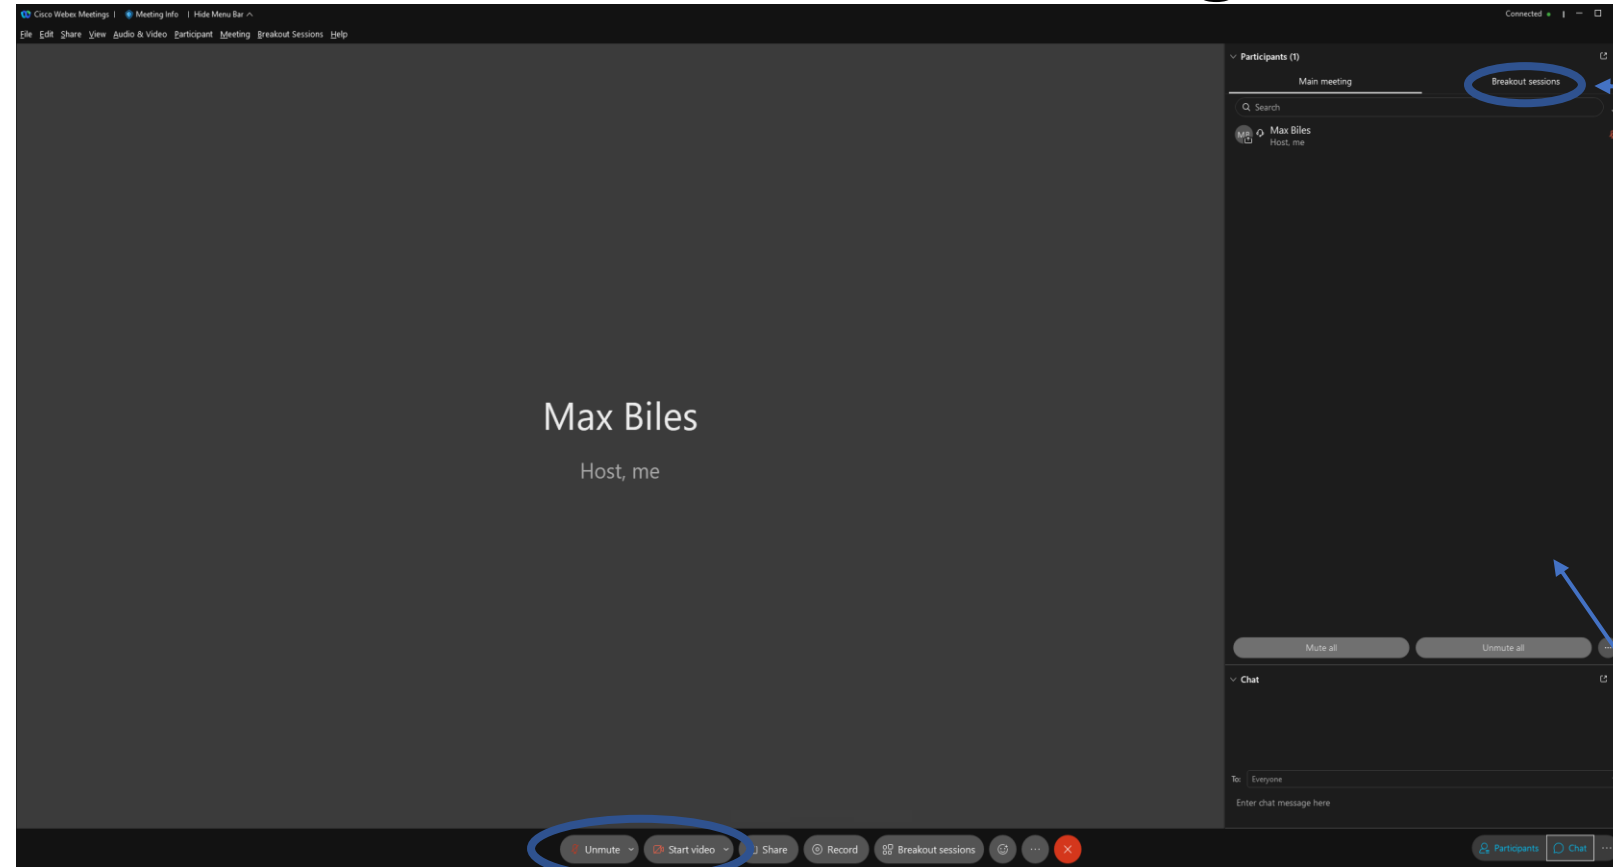 Cisco Webex Meetings | Meeting Info | Hide Menu Bar Connected
File Edit Share View Audio & Video Participant Meeting Breakout Sessions Help
Participants (1)
Main meeting Breakout sessions
Search
MB Max Biles
Host, me
Max Biles
Host, me
Mute all Unmute all
Chat
To: Everyone
Enter chat message here
Unmute Start video Share Record Breakout sessions Participants Chat